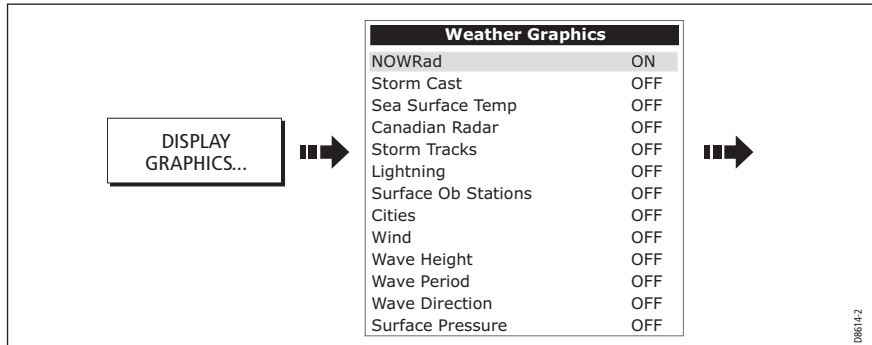 DISPLAY
GRAPHICS...
Weather Graphics
NOWRad ON
Storm Cast OFF
Sea Surface Temp OFF
Canadian Radar OFF
Storm Tracks OFF
Lightning OFF
Surface Ob Stations OFF
Cities OFF
Wind OFF
Wave Height OFF
Wave Period OFF
Wave Direction OFF
Surface Pressure OFF
D8614-2